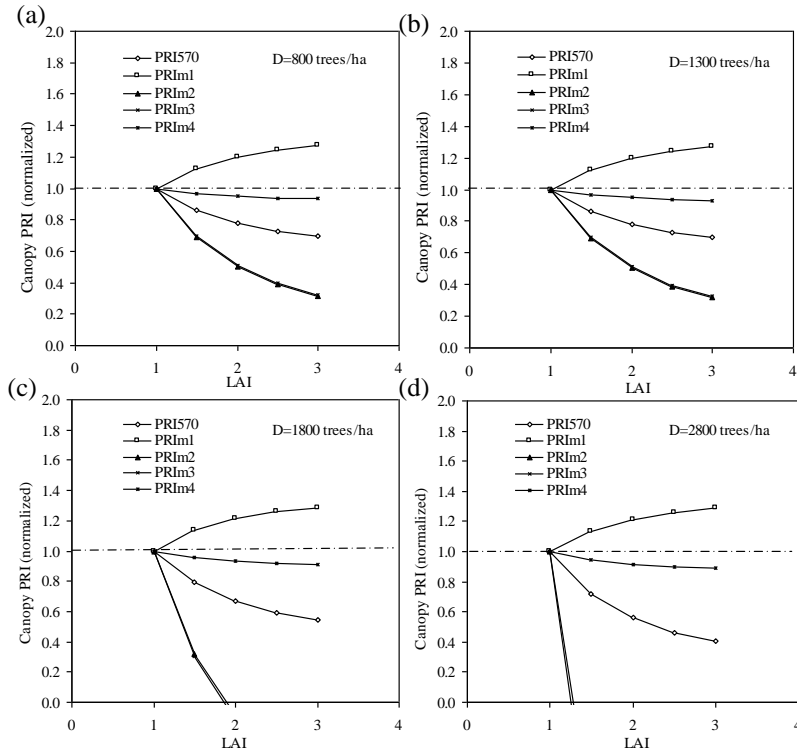 (a)
D=800 trees/ha
PRI570
PRIm1
PRIm2
PRIm3
PRIm4
Canopy PRI (normalized)
2.0
1.8
1.6
1.4
1.2
1.0
0.8
0.6
0.4
0.2
0.0
0 1 2 3 4
LAI
(b)
D=1300 trees/ha
PRI570
PRIm1
PRIm2
PRIm3
PRIm4
Canopy PRI (normalized)
2.0
1.8
1.6
1.4
1.2
1.0
0.8
0.6
0.4
0.2
0.0
0 1 2 3 4
LAI
(c)
D=1800 trees/ha
PRI570
PRIm1
PRIm2
PRIm3
PRIm4
Canopy PRI (normalized)
2.0
1.8
1.6
1.4
1.2
1.0
0.8
0.6
0.4
0.2
0.0
0 1 2 3 4
LAI
(d)
D=2800 trees/ha
PRI570
PRIm1
PRIm2
PRIm3
PRIm4
Canopy PRI (normalized)
2.0
1.8
1.6
1.4
1.2
1.0
0.8
0.6
0.4
0.2
0.0
0 1 2 3 4
LAI